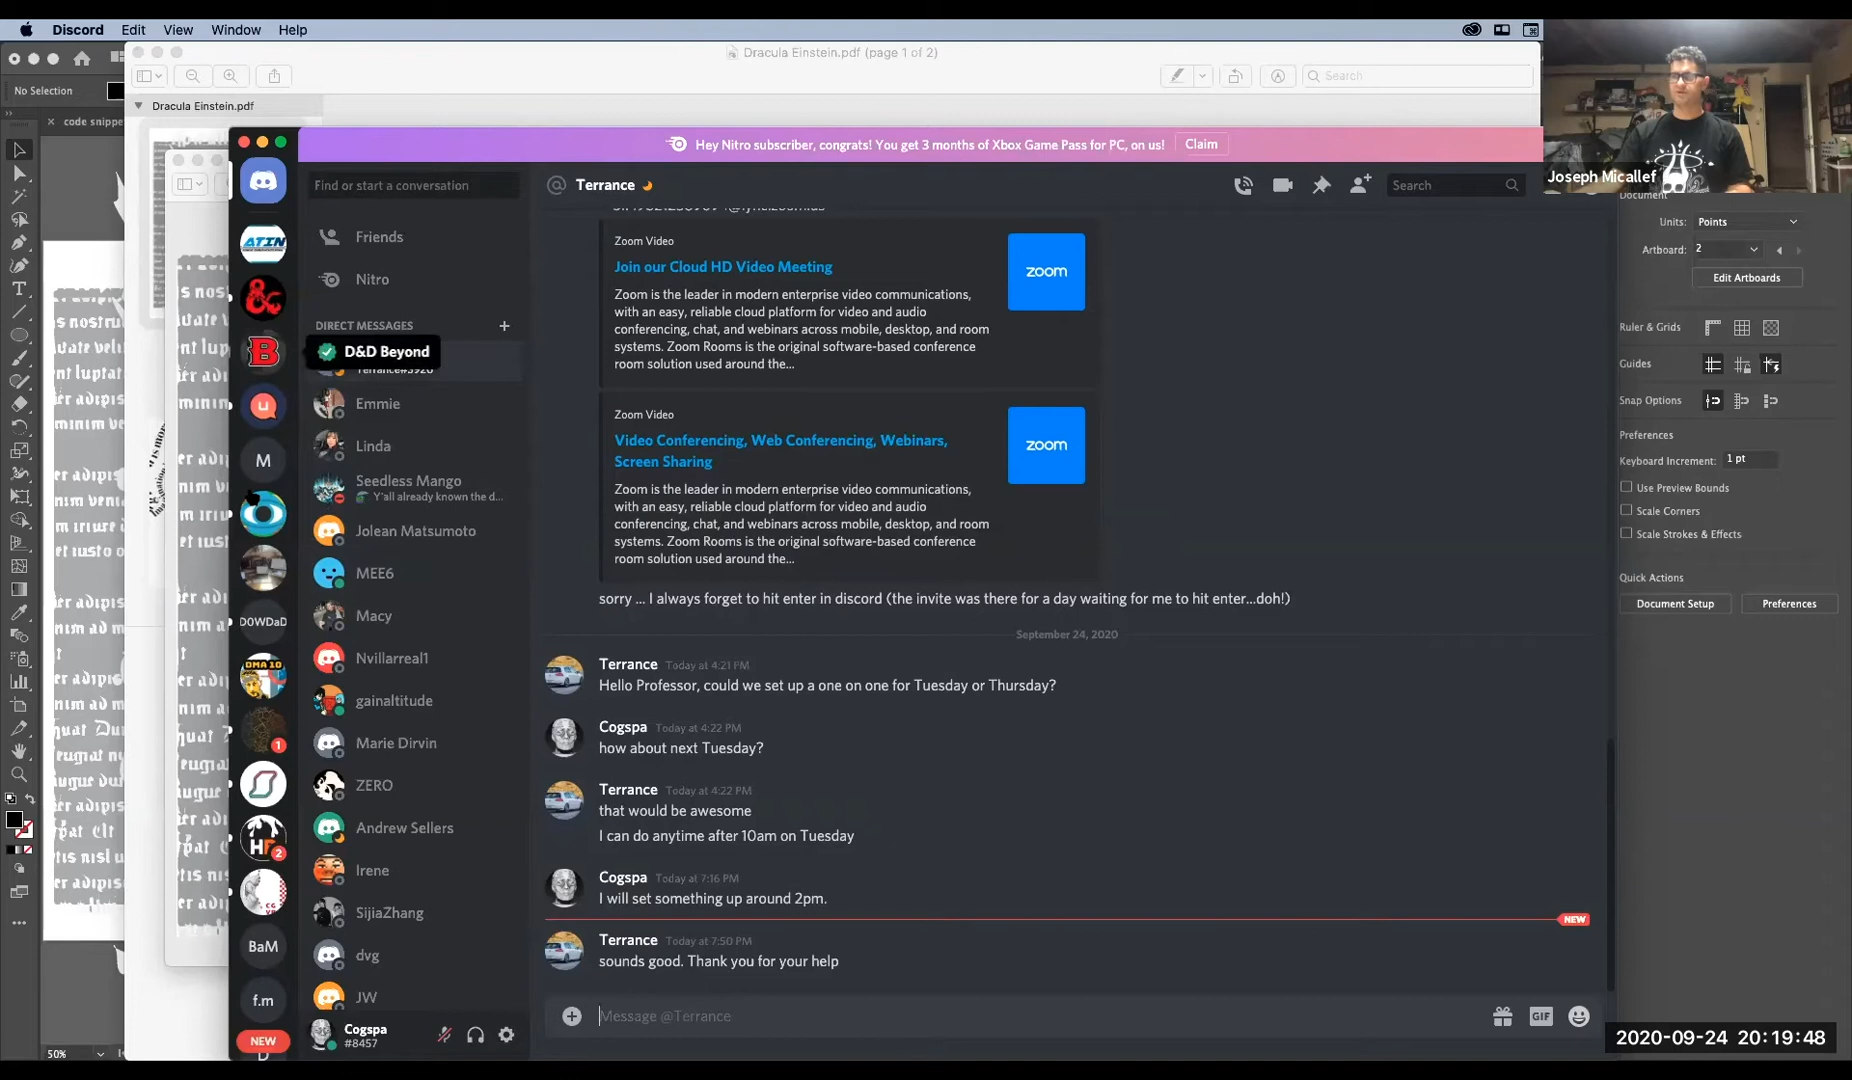 Discord Edit View Window Help
Dracula Einstein.pdf (page 1 of 2)
Search
No Selection
Dracula Einstein.pdf
code snippe
Hey Nitro subscriber, congrats! You get 3 months of Xbox Game Pass for PC, on us! Claim
Joseph Micallef
Find or start a conversation
Terrance
Search
Friends
Nitro
DIRECT MESSAGES
D&D Beyond
Emmie
Linda
Seedless Mango
Y'all already known the d...
Jolean Matsumoto
MEE6
Macy
Nvillarreal1
gainaltitude
Marie Dirvin
ZERO
Andrew Sellers
Irene
SijiaZhang
dvg
JW
Cogspa
#8457
ATIN
B
u
M
D0WDaD
DMA 10
1
HF
2
BaM
f.m
NEW
D
Zoom Video
Join our Cloud HD Video Meeting
Zoom is the leader in modern enterprise video communications,
with an easy, reliable cloud platform for video and audio
conferencing, chat, and webinars across mobile, desktop, and room
systems. Zoom Rooms is the original software-based conference
room solution used around the...
zoom
Zoom Video
Video Conferencing, Web Conferencing, Webinars,
Screen Sharing
Zoom is the leader in modern enterprise video communications,
with an easy, reliable cloud platform for video and audio
conferencing, chat, and webinars across mobile, desktop, and room
systems. Zoom Rooms is the original software-based conference
room solution used around the...
zoom
sorry ... I always forget to hit enter in discord (the invite was there for a day waiting for me to hit enter...doh!)
September 24, 2020
Terrance Today at 4:21 PM
Hello Professor, could we set up a one on one for Tuesday or Thursday?
Cogspa Today at 4:22 PM
how about next Tuesday?
Terrance Today at 4:22 PM
that would be awesome
I can do anytime after 10am on Tuesday
Cogspa Today at 7:16 PM
I will set something up around 2pm.
NEW
Terrance Today at 7:50 PM
sounds good. Thank you for your help
Message @Terrance
GIF
Document
Units: Points
Artboard: 2
Edit Artboards
Ruler & Grids
Guides
Snap Options
Preferences
Keyboard Increment: 1 pt
Use Preview Bounds
Scale Corners
Scale Strokes & Effects
Quick Actions
Document Setup Preferences
50%
2020-09-24 20:19:48